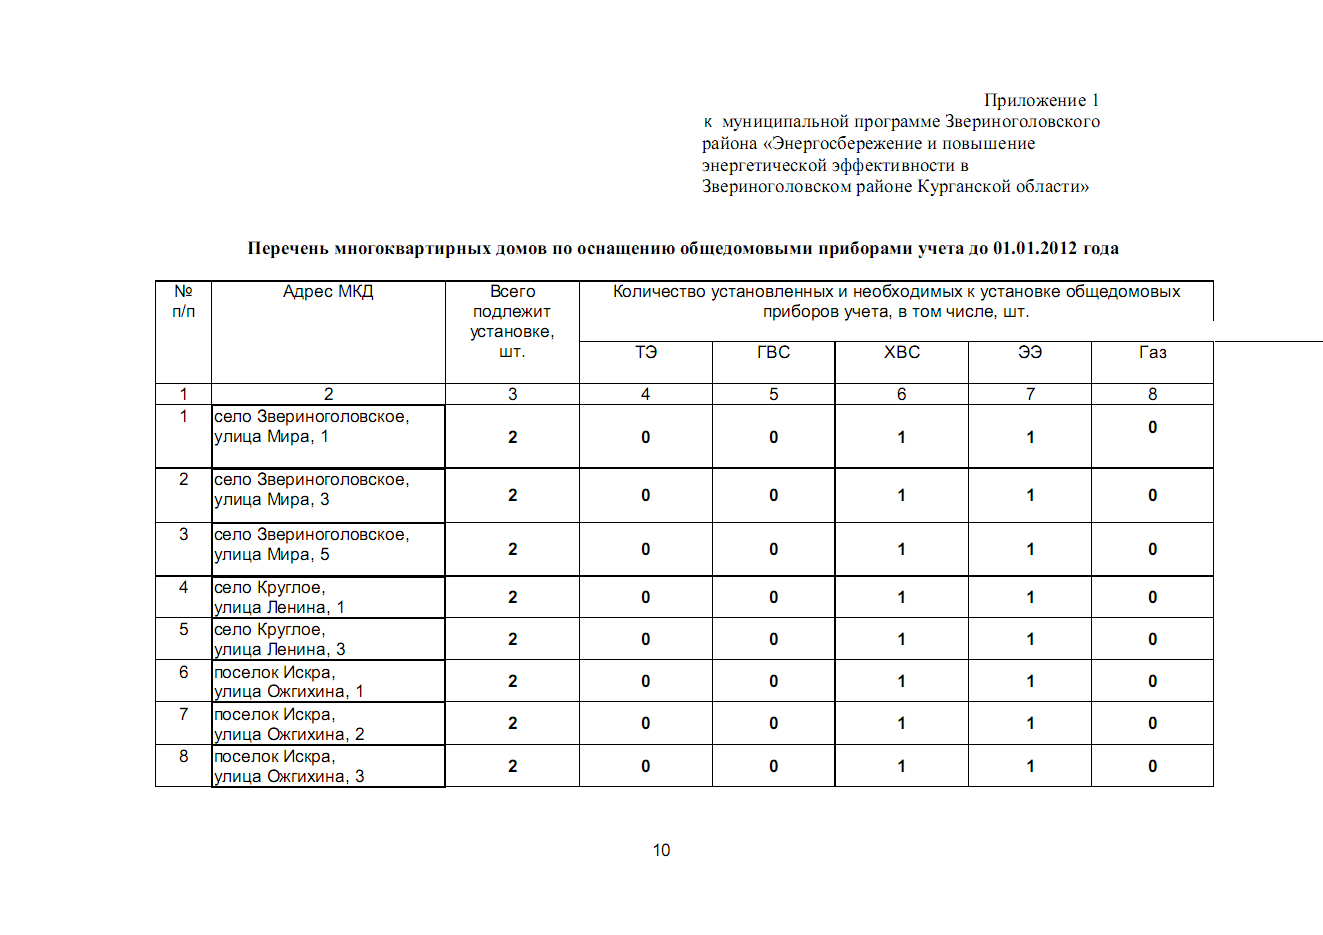 Приложение 1
к муниципальной программе Звериноголовского
района «Энергосбережение и повышение
энергетической эффективности в
Звериноголовском районе Курганской области»
Перечень многоквартирных домов по оснащению общедомовыми приборами учета до 01.01.2012 года
№ п/п
Адрес МКД
Всего
подлежит
установке,
шт.
Количество установленных и необходимых к установке общедомовых
приборов учета, в том числе, шт.
ТЭ ГВС ХВС ЭЭ Газ
1 2 3 4 5 6 7 8
1 село Звериноголовское,
улица Мира, 1 2 0 0 1 1 0
2 село Звериноголовское,
улица Мира, 3 2 0 0 1 1 0
3 село Звериноголовское,
улица Мира, 5 2 0 0 1 1 0
4 село Круглое,
улица Ленина, 1 2 0 0 1 1 0
5 село Круглое,
улица Ленина, 3 2 0 0 1 1 0
6 поселок Искра,
улица Ожгихина, 1 2 0 0 1 1 0
7 поселок Искра,
улица Ожгихина, 2 2 0 0 1 1 0
8 поселок Искра,
улица Ожгихина, 3 2 0 0 1 1 0
10